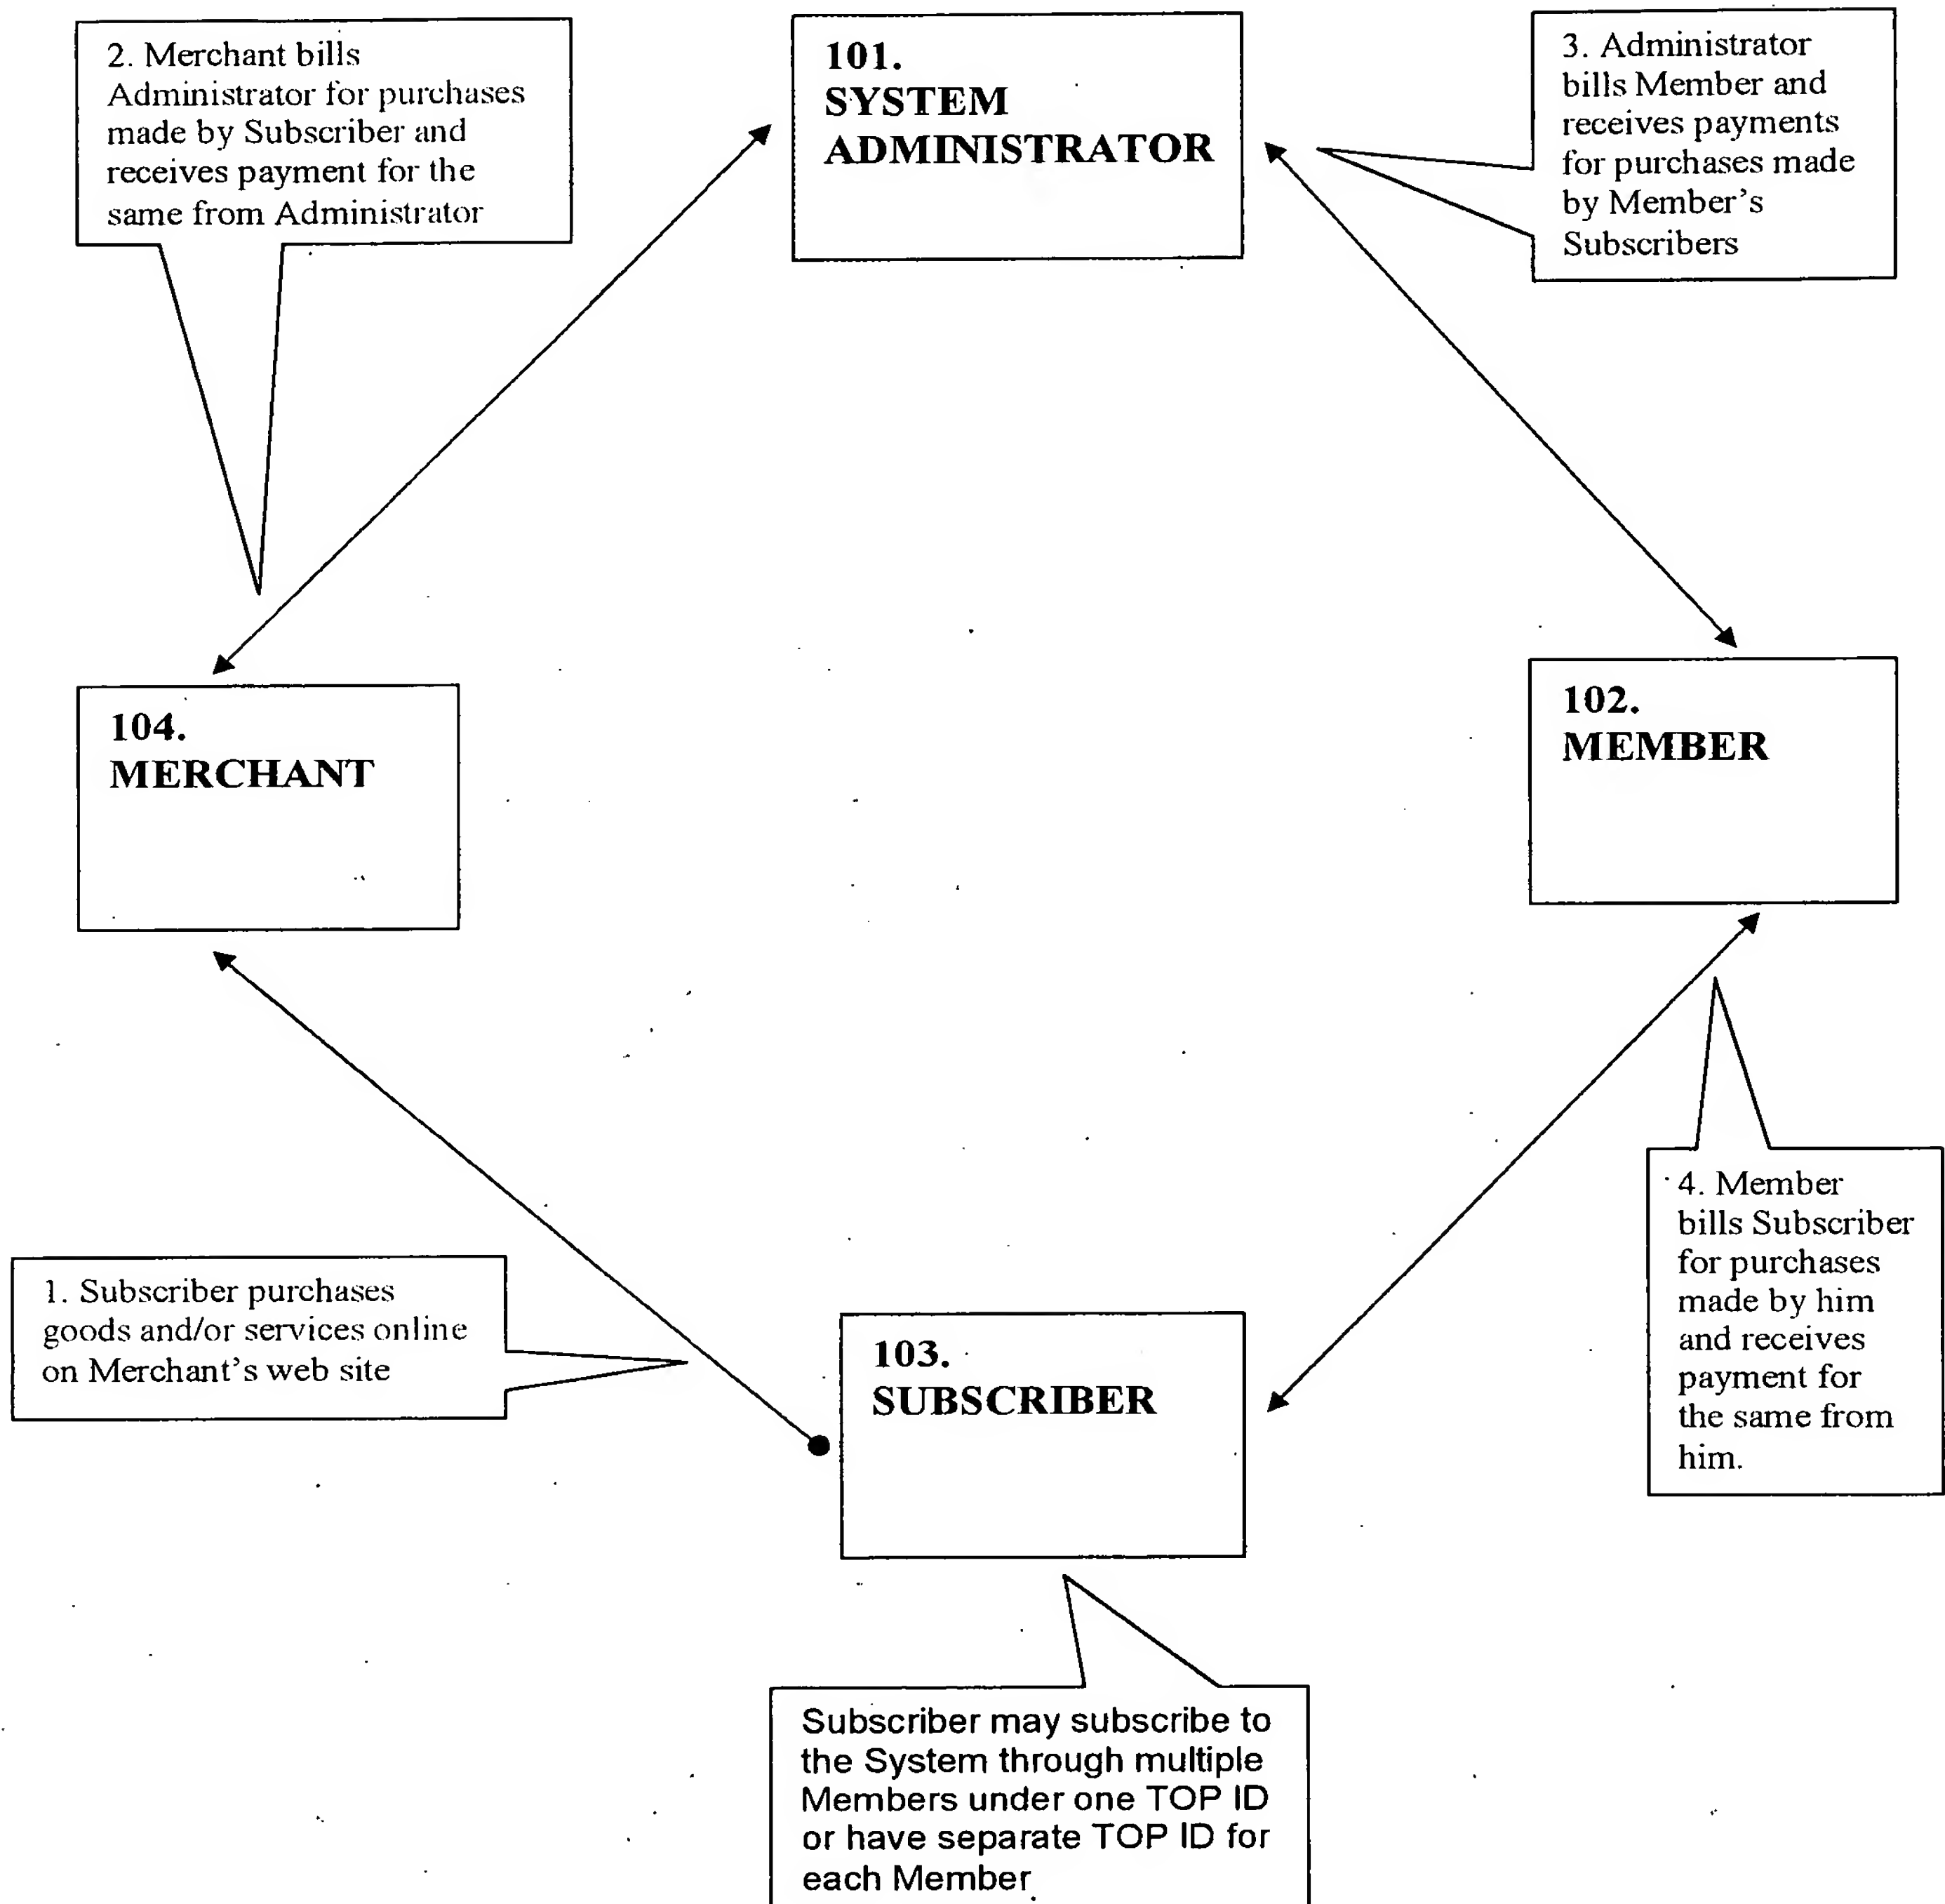 2. Merchant bills
Administrator for purchases
made by Subscriber and
receives payment for the
same from Administrator
101.
SYSTEM
ADMINISTRATOR
3. Administrator
bills Member and
receives payments
for purchases made
by Member's
Subscribers
104.
MERCHANT
102.
MEMBER
1. Subscriber purchases
goods and/or services online
on Merchant's web site
103.
SUBSCRIBER
4. Member
bills Subscriber
for purchases
made by him
and receives
payment for
the same from
him.
Subscriber may subscribe to
the System through multiple
Members under one TOP ID
or have separate TOP ID for
each Member